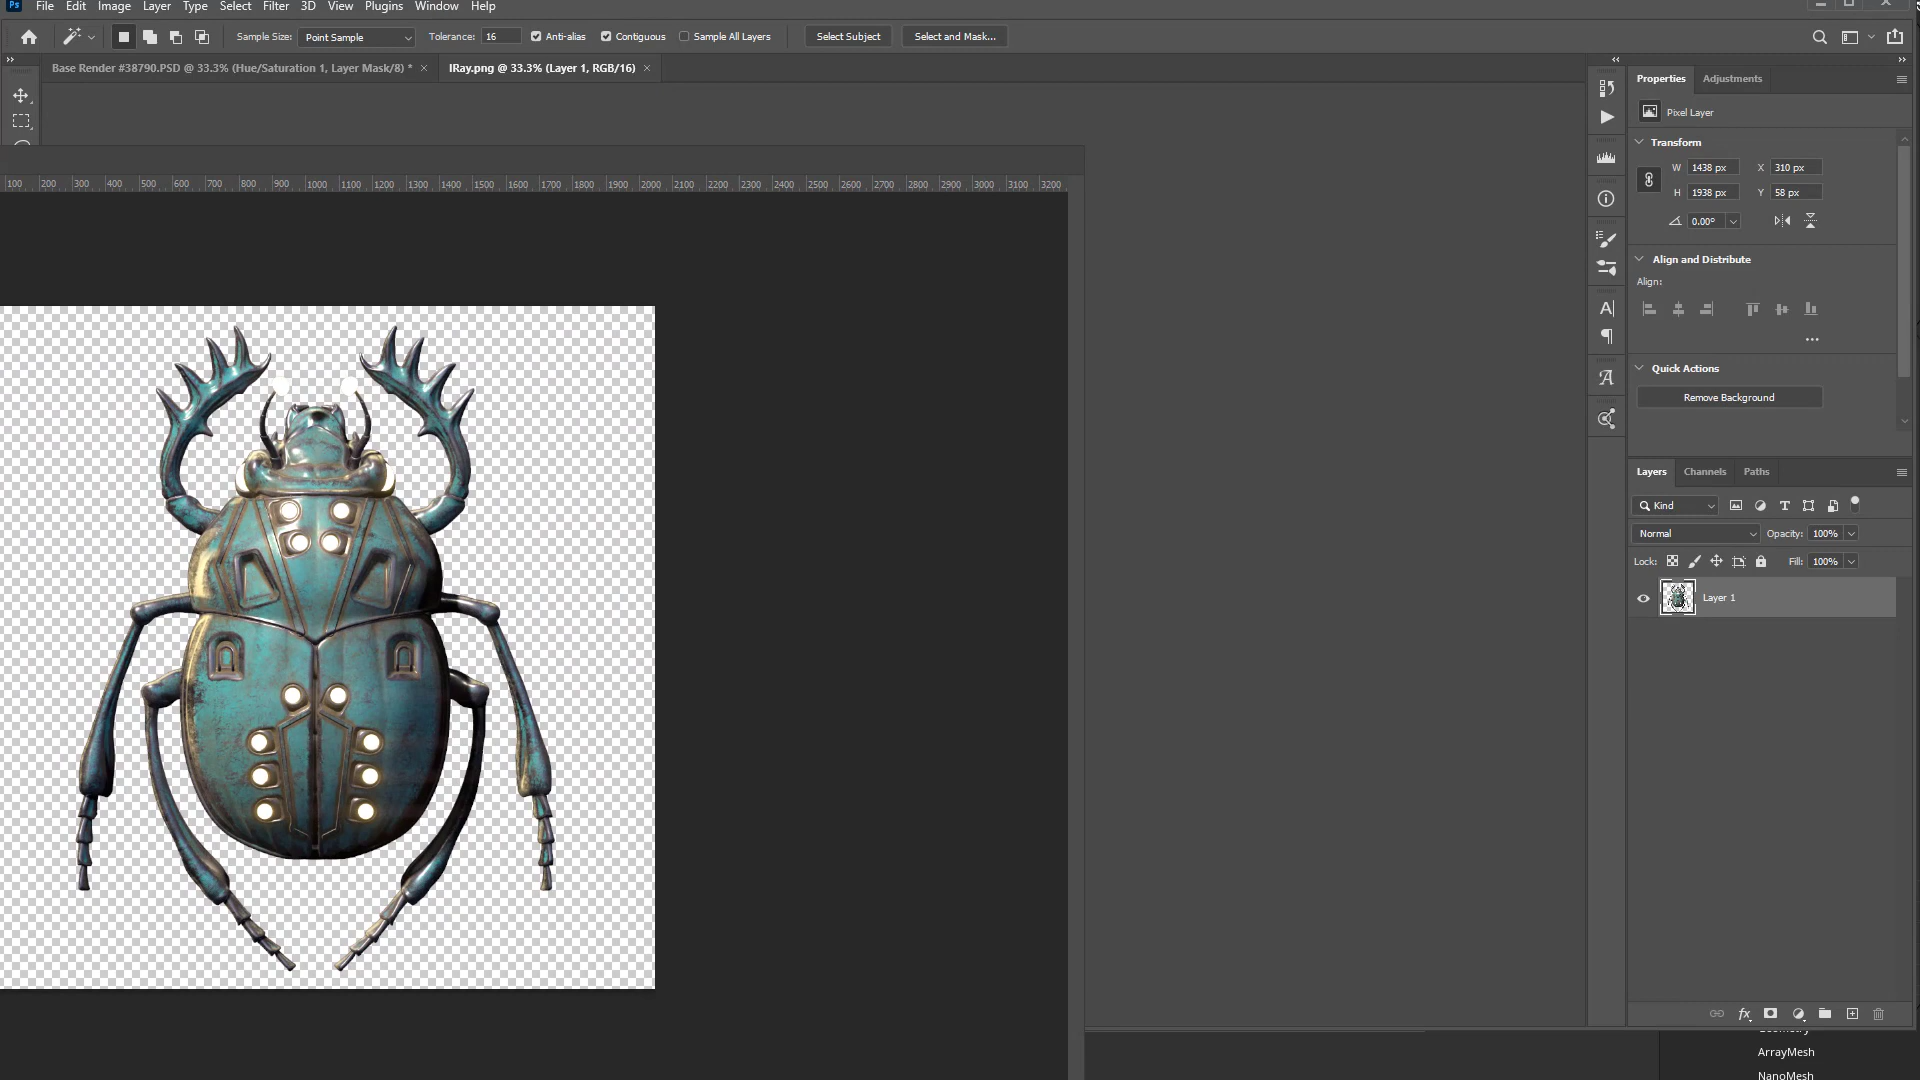 Ps File Edit Image Layer Type Select Filter 3D View Plugins Window Help
Sample Size: Point Sample Tolerance: 16 Anti-alias Contiguous Sample All Layers Select Subject Select and Mask...
Base Render #38790.PSD @ 33.3% (Hue/Saturation 1, Layer Mask/8) * × IRay.png @ 33.3% (Layer 1, RGB/16) ×
100 200 300 400 500 600 700 800 900 1000 1100 1200 1300 1400 1500 1600 1700 1800 1900 2000 2100 2200 2300 2400 2500 2600 2700 2800 2900 3000 3100 3200
Properties Adjustments
Pixel Layer
Transform
W 1438 px X 310 px
H 1938 px Y 58 px
0.00°
Align and Distribute
Align:
Quick Actions
Remove Background
Layers Channels Paths
Kind
Normal Opacity: 100%
Lock: Fill: 100%
Layer 1
fx
ArrayMesh
NanoMesh